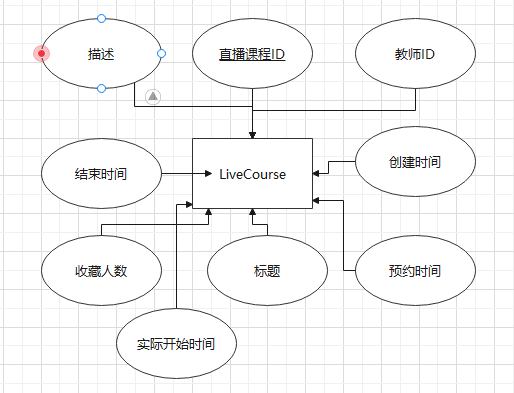 描述
直播课程ID
教师ID
结束时间
LiveCourse
创建时间
收藏人数
标题
预约时间
实际开始时间